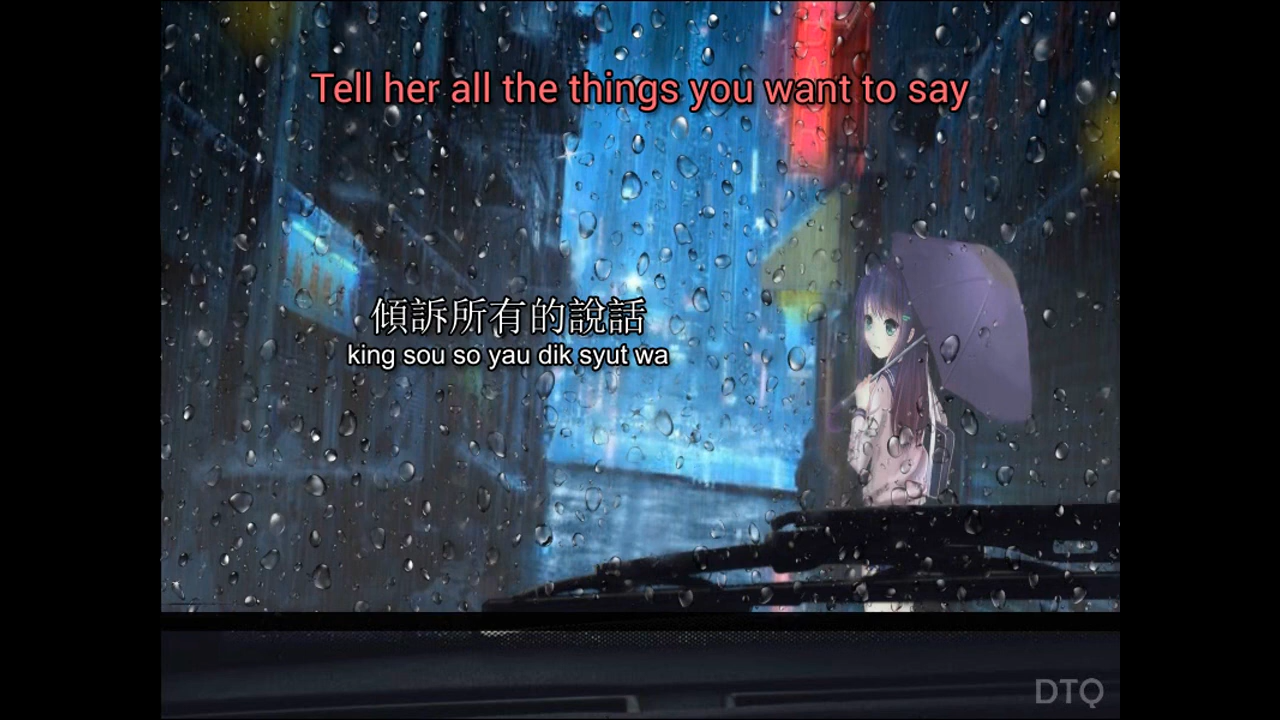 Tell her all the things you want to say
傾訴所有的說話
king sou so yau dik syut wa
DTQ